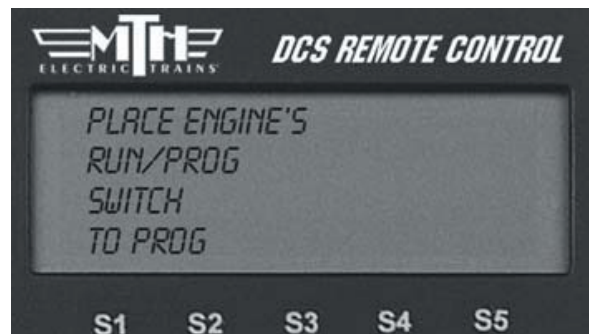 MTH
ELECTRIC TRAINS
DCS REMOTE CONTROL
PLACE ENGINE'S
RUN/PROG
SWITCH
TO PROG
S1 S2 S3 S4 S5